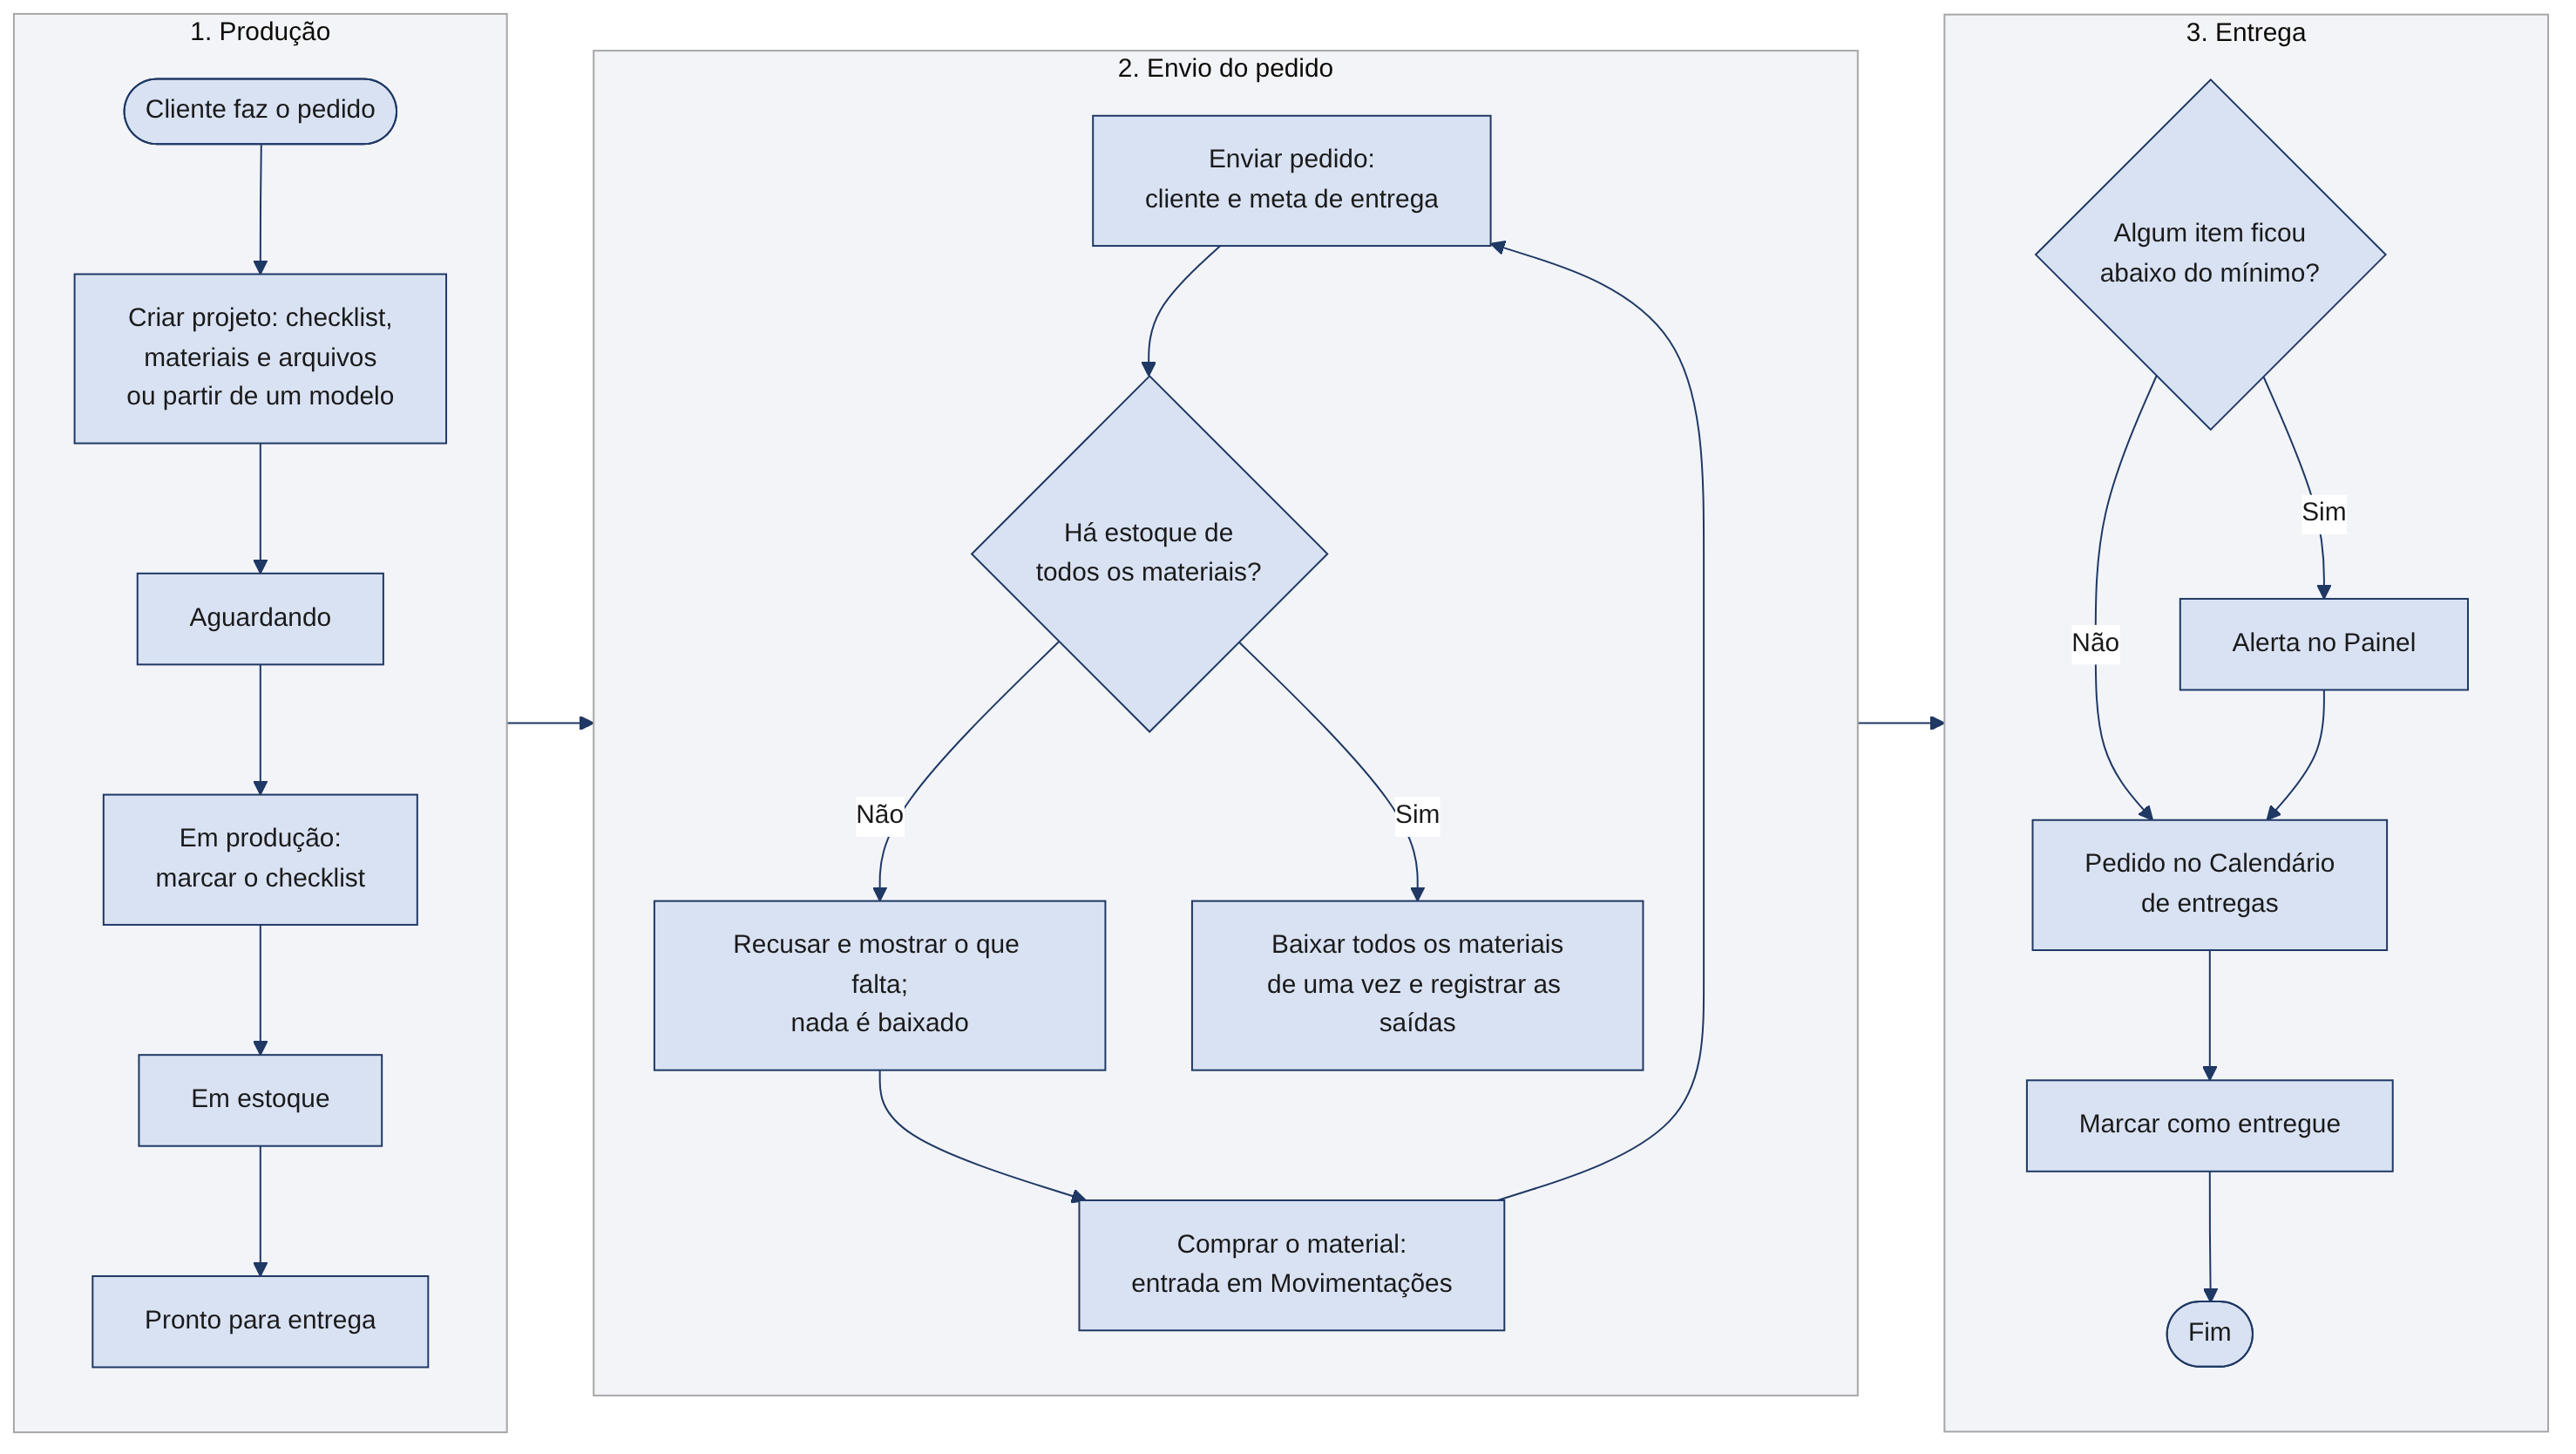 1. Produção
Cliente faz o pedido
Criar projeto: checklist,
materiais e arquivos
ou partir de um modelo
Aguardando
Em produção:
marcar o checklist
Em estoque
Pronto para entrega
2. Envio do pedido
Enviar pedido:
cliente e meta de entrega
Há estoque de
todos os materiais?
Não
Sim
Recusar e mostrar o que
falta;
nada é baixado
Baixar todos os materiais
de uma vez e registrar as
saídas
Comprar o material:
entrada em Movimentações
3. Entrega
Algum item ficou
abaixo do mínimo?
Sim
Não
Alerta no Painel
Pedido no Calendário
de entregas
Marcar como entregue
Fim